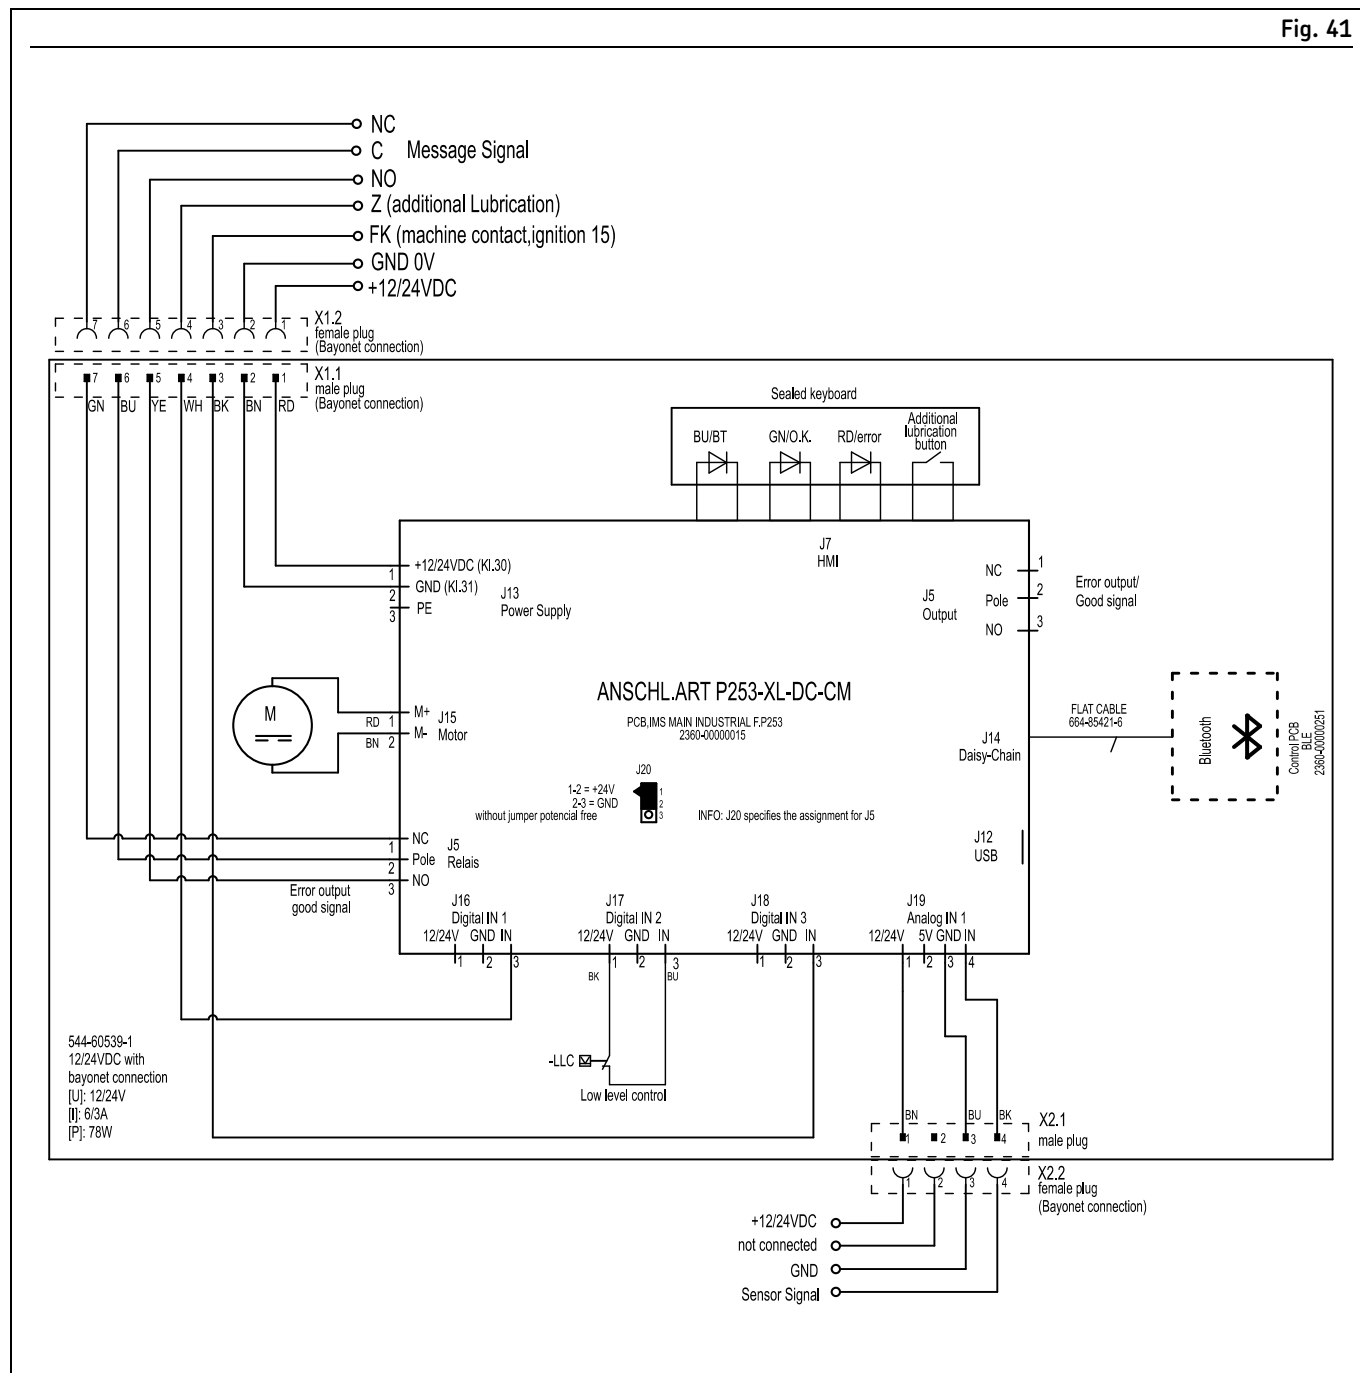 Fig. 41
NC
C Message Signal
NO
Z (additional Lubrication)
FK (machine contact,ignition 15)
GND 0V
+12/24VDC
7 6 5 4 3 2 1
X1.2
female plug
(Bayonet connection)
7 6 5 4 3 2 1
X1.1
male plug
(Bayonet connection)
GN BU YE WH BK BN RD
Sealed keyboard
BU/BT GN/O.K. RD/error
Additional
lubrication
button
J7
HMI
1 +12/24VDC (Kl.30)
2 GND (Kl.31)
3 PE
J13
Power Supply
NC 1
Pole 2
NO 3
J5
Output
Error output/
Good signal
ANSCHL.ART P253-XL-DC-CM
PCB,IMS MAIN INDUSTRIAL F.P253
2360-00000015
M
RD 1 M+
BN 2 M-
J15
Motor
J14
Daisy-Chain
FLAT CABLE
664-85421-6
Bluetooth
Control PCB
BLE
2360-00000251
J20
1-2 = +24V
2-3 = GND
without jumper potencial free
1
2
3
INFO: J20 specifies the assignment for J5
J12
USB
1 NC
2 Pole
3 NO
J5
Relais
Error output
good signal
J16
Digital IN 1
12/24V GND IN
1 2 3
J17
Digital IN 2
12/24V GND IN
1 2 3
BK BU
J18
Digital IN 3
12/24V GND IN
1 2 3
J19
Analog IN 1
12/24V 5V GND IN
1 2 3 4
-LLC
Low level control
544-60539-1
12/24VDC with
bayonet connection
[U]: 12/24V
[I]: 6/3A
[P]: 78W
BN BU BK
1 2 3 4
X2.1
male plug
1 2 3 4
X2.2
female plug
(Bayonet connection)
+12/24VDC
not connected
GND
Sensor Signal